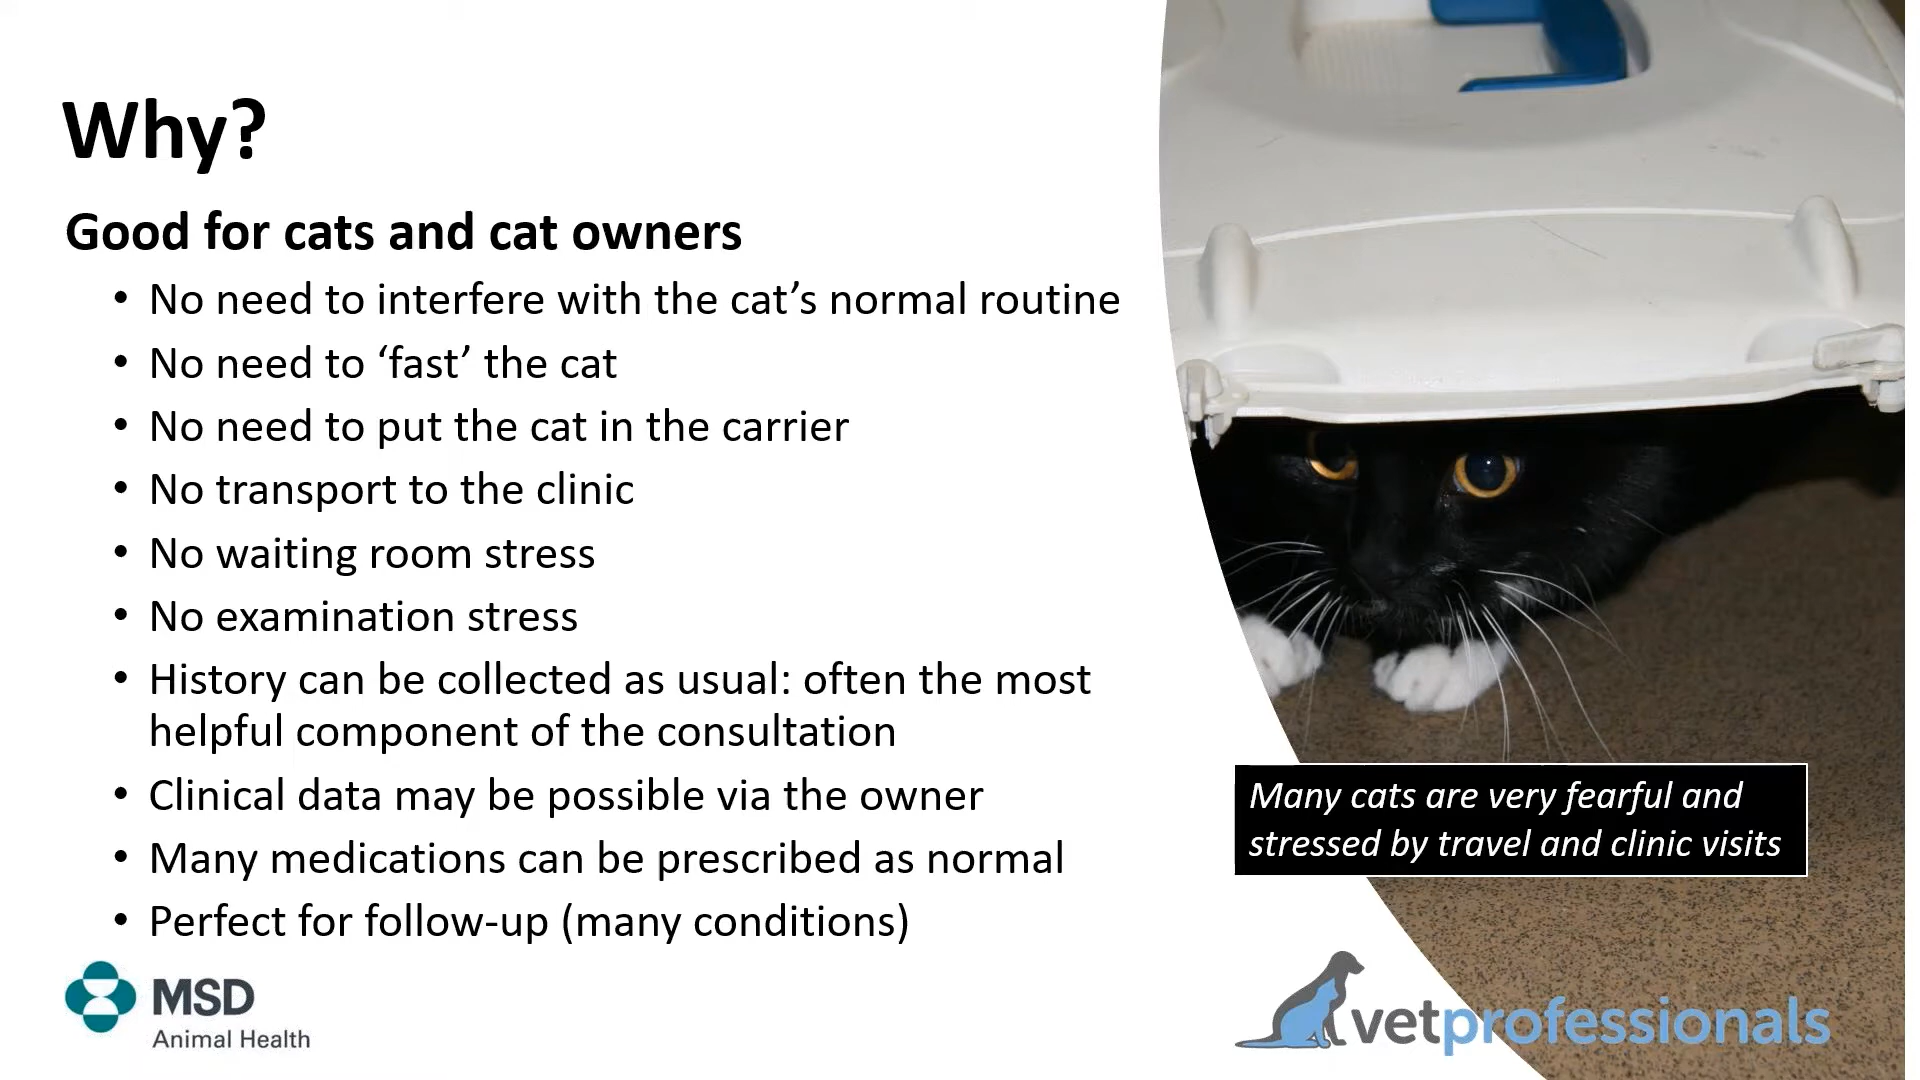 Why?
Good for cats and cat owners
• No need to interfere with the cat’s normal routine
• No need to ‘fast’ the cat
• No need to put the cat in the carrier
• No transport to the clinic
• No waiting room stress
• No examination stress
• History can be collected as usual: often the most
helpful component of the consultation
• Clinical data may be possible via the owner
• Many medications can be prescribed as normal
• Perfect for follow-up (many conditions)
Many cats are very fearful and
stressed by travel and clinic visits
MSD
Animal Health
vetprofessionals